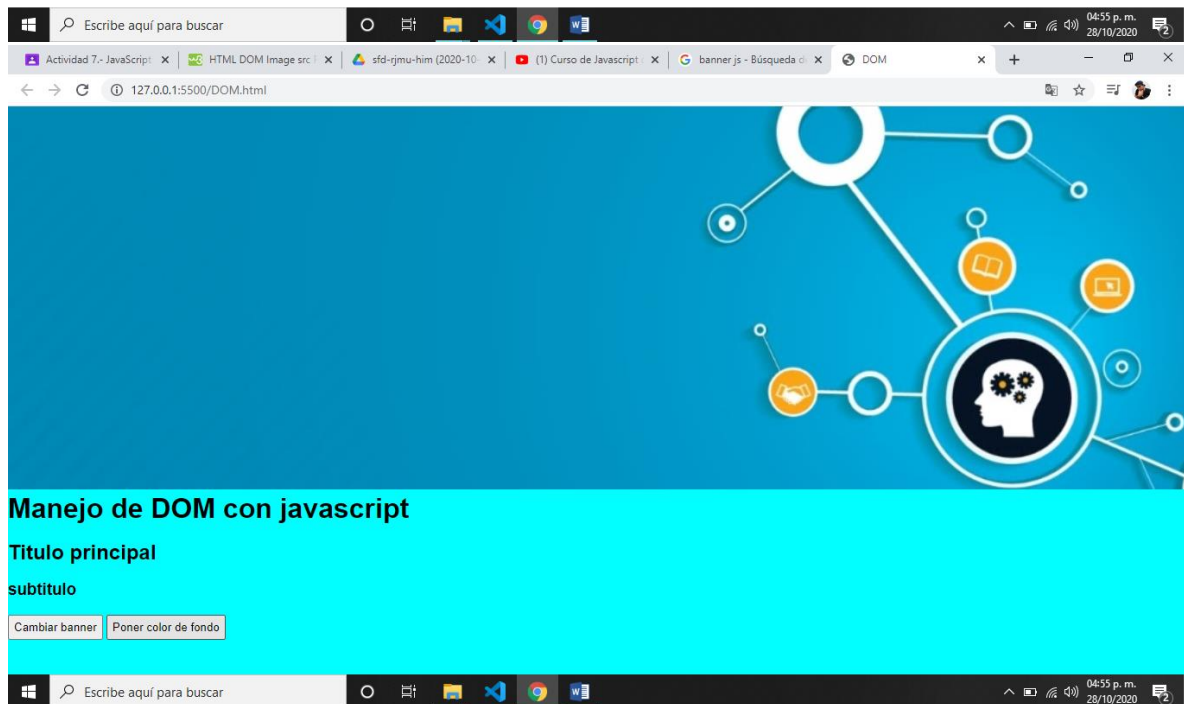 Escribe aquí para buscar
04:55 p. m.
28/10/2020
2
Actividad 7.- JavaScript
HTML DOM Image src
sfd-rjmu-him (2020-10-
(1) Curso de Javascript
banner js - Búsqueda d
DOM
127.0.0.1:5500/DOM.html
Manejo de DOM con javascript
Titulo principal
subtitulo
Cambiar banner
Poner color de fondo
Escribe aquí para buscar
04:55 p. m.
28/10/2020
2